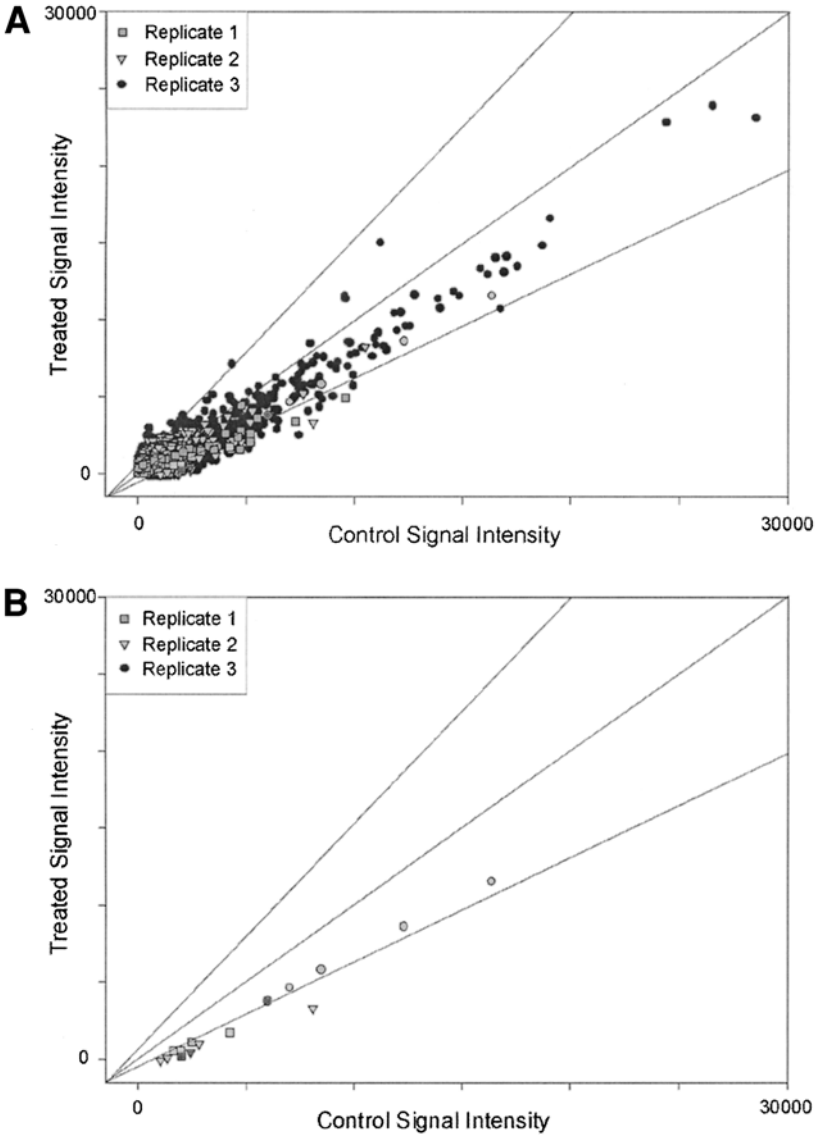 A
30000
Replicate 1
Replicate 2
Replicate 3
Treated Signal Intensity
0
0
30000
Control Signal Intensity
B
30000
Replicate 1
Replicate 2
Replicate 3
Treated Signal Intensity
0
0
30000
Control Signal Intensity